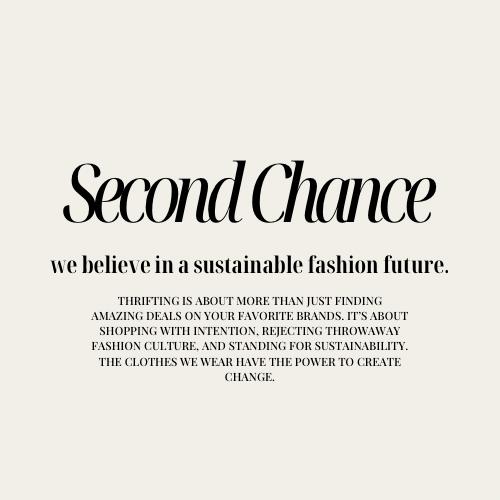 Second Chance
we believe in a sustainable fashion future.
THRIFTING IS ABOUT MORE THAN JUST FINDING
AMAZING DEALS ON YOUR FAVORITE BRANDS. IT'S ABOUT
SHOPPING WITH INTENTION, REJECTING THROWAWAY
FASHION CULTURE, AND STANDING FOR SUSTAINABILITY.
THE CLOTHES WE WEAR HAVE THE POWER TO CREATE
CHANGE.